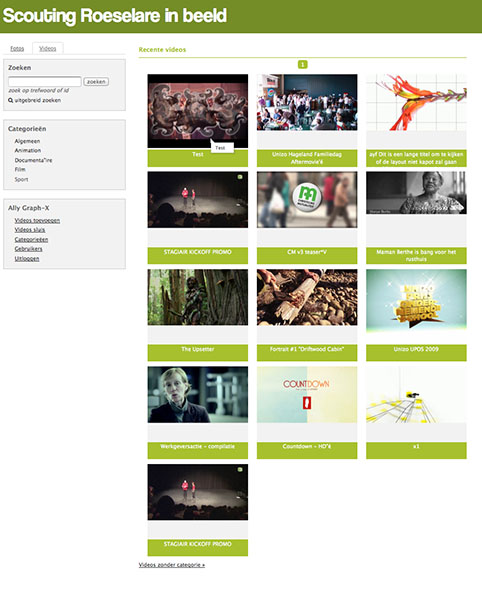 Scouting Roeselare in beeld
Fotos
Videos
Zoeken
zoeken
zoek op trefwoord of id
uitgebreid zoeken
Categorieën
Algemeen
Animation
Documenta"ire
Film
Sport
Ally Graph-X
Videos toevoegen
Videos sluis
Categorieeën
Gebruikers
Uitloggen
Recente videos
1
Test
Test
Unizo Hageland Familiedag
Aftermovie'é
ayf Dit is een lange titel om te kijken
of de layout niet kapot zal gaan
STAGIAIR KICKOFF PROMO
CM v3 teaser"V
Maman Berthe is bang voor het
rusthuis
The Upsetter
Portrait #1 "Driftwood Cabin"
Unizo UPOS 2009
Werkgeversactie - compilatie
COUNTDOWN
Countdown - HD"é
x1
STAGIAIR KICKOFF PROMO
Videos zonder categorie »